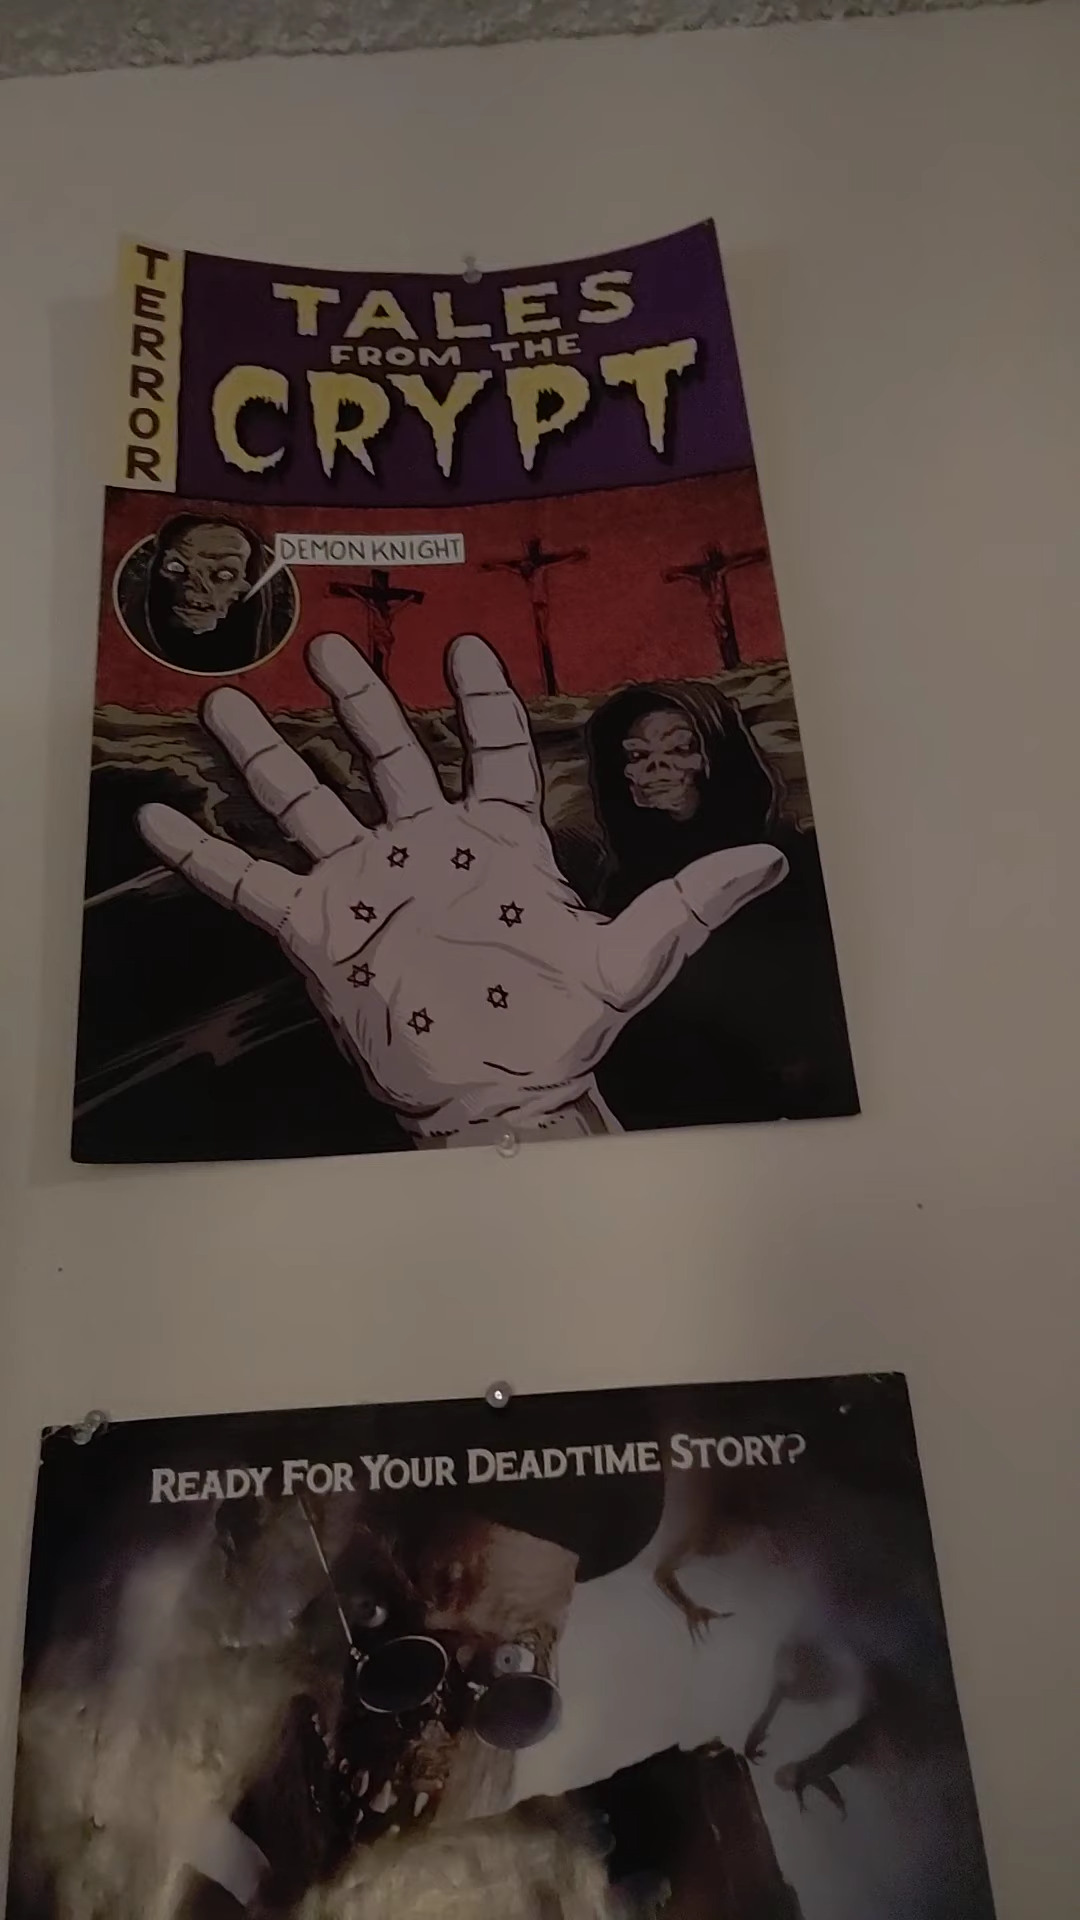 TERROR
TALES
FROM THE
CRYPT
DEMON KNIGHT
READY FOR YOUR DEADTIME STORY?